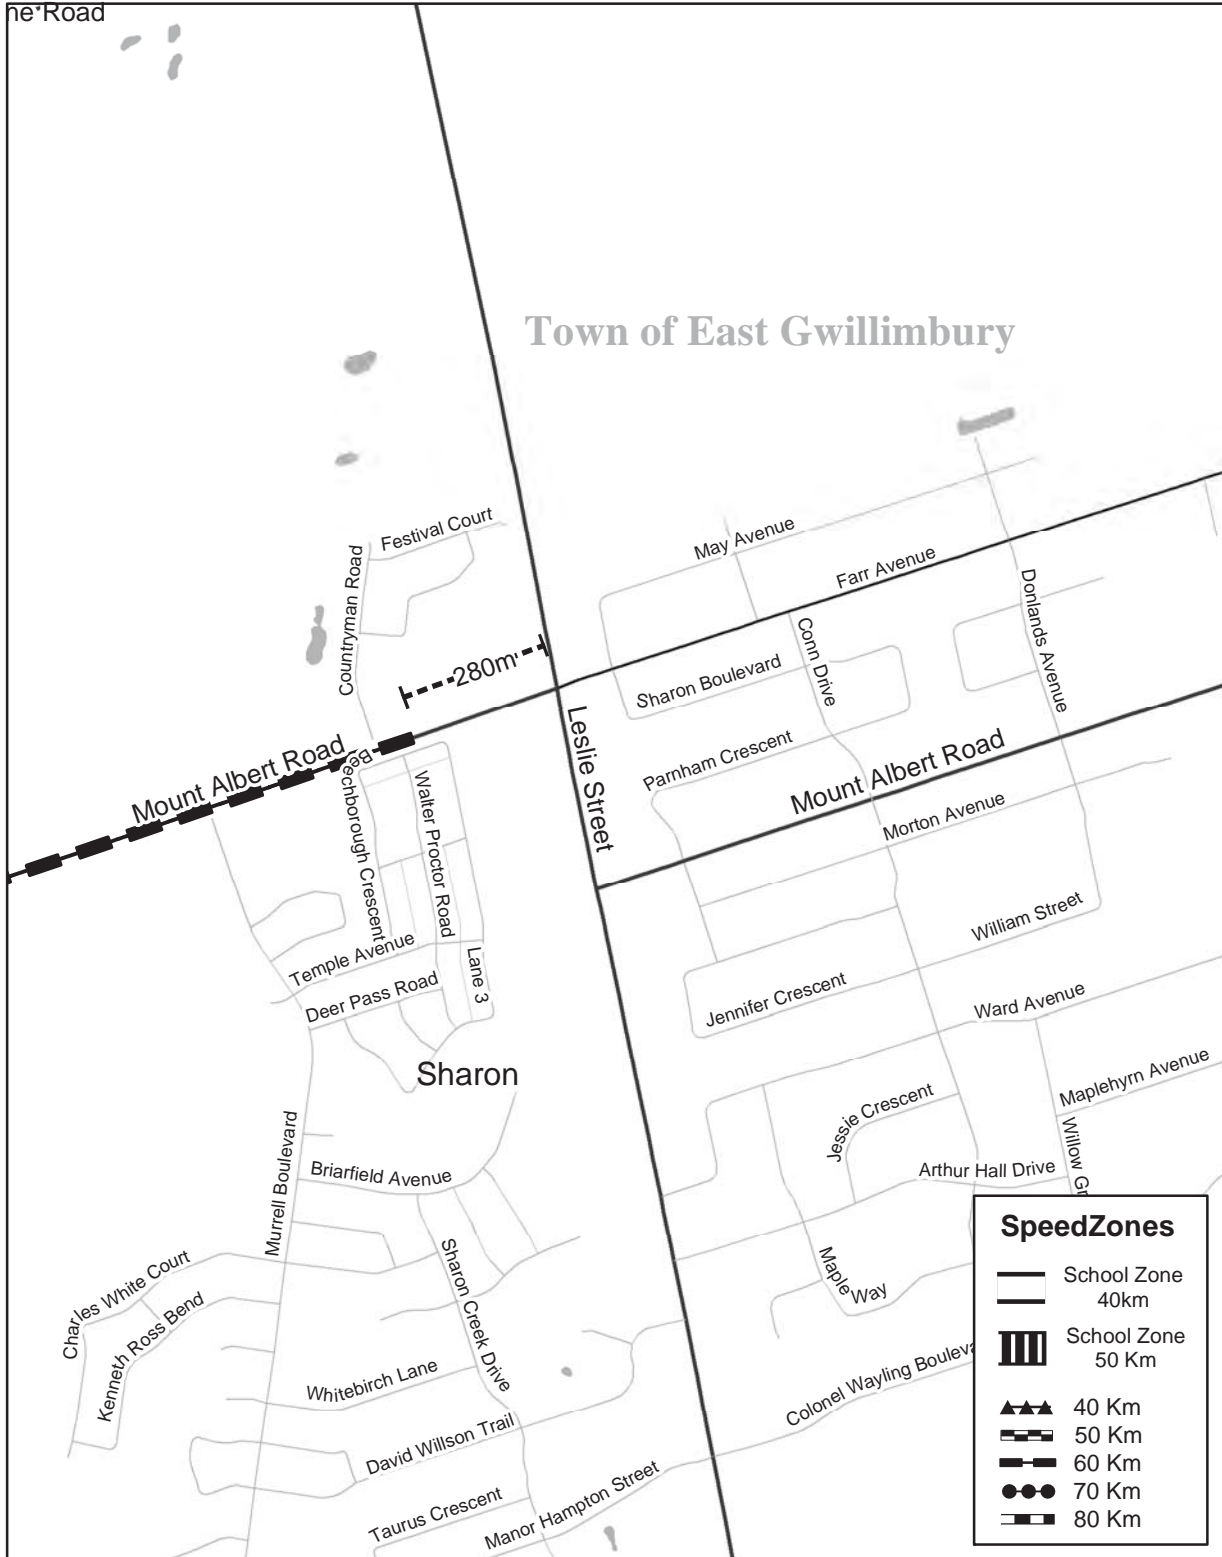 ne Road
Town of East Gwillimbury
Festival Court
May Avenue
Farr Avenue
Countryman Road
Donlands Avenue
Conn Drive
280m
Sharon Boulevard
Leslie Street
Parnham Crescent
Mount Albert Road
Mount Albert Road
Beechborough Crescent
Walter Proctor Road
Morton Avenue
William Street
Temple Avenue
Lane 3
Deer Pass Road
Jennifer Crescent
Ward Avenue
Sharon
Maplehyrn Avenue
Jessie Crescent
Willow Gr
Murrell Boulevard
Briarfield Avenue
Arthur Hall Drive
Charles White Court
Kenneth Ross Bend
Sharon Creek Drive
Maple Way
Whitebirch Lane
Colonel Wayling Bouleva
David Willson Trail
Taurus Crescent
Manor Hampton Street
SpeedZones
School Zone
40km
School Zone
50 Km
40 Km
50 Km
60 Km
70 Km
80 Km